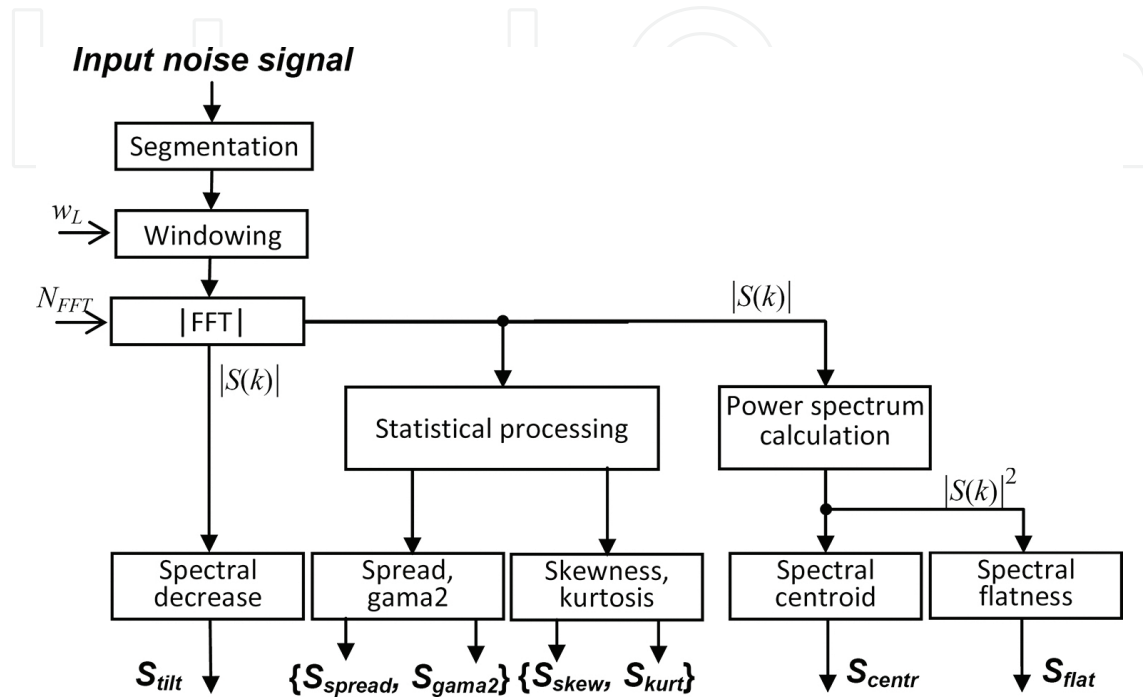 Input noise signal
Segmentation
w_L
Windowing
N_FFT
|FFT|
|S(k)|
|S(k)|
Statistical processing
Power spectrum
calculation
|S(k)|²
Spectral
decrease
Spread,
gama2
Skewness,
kurtosis
Spectral
centroid
Spectral
flatness
S_tilt
{S_spread, S_gama2}
{S_skew, S_kurt}
S_centr
S_flat